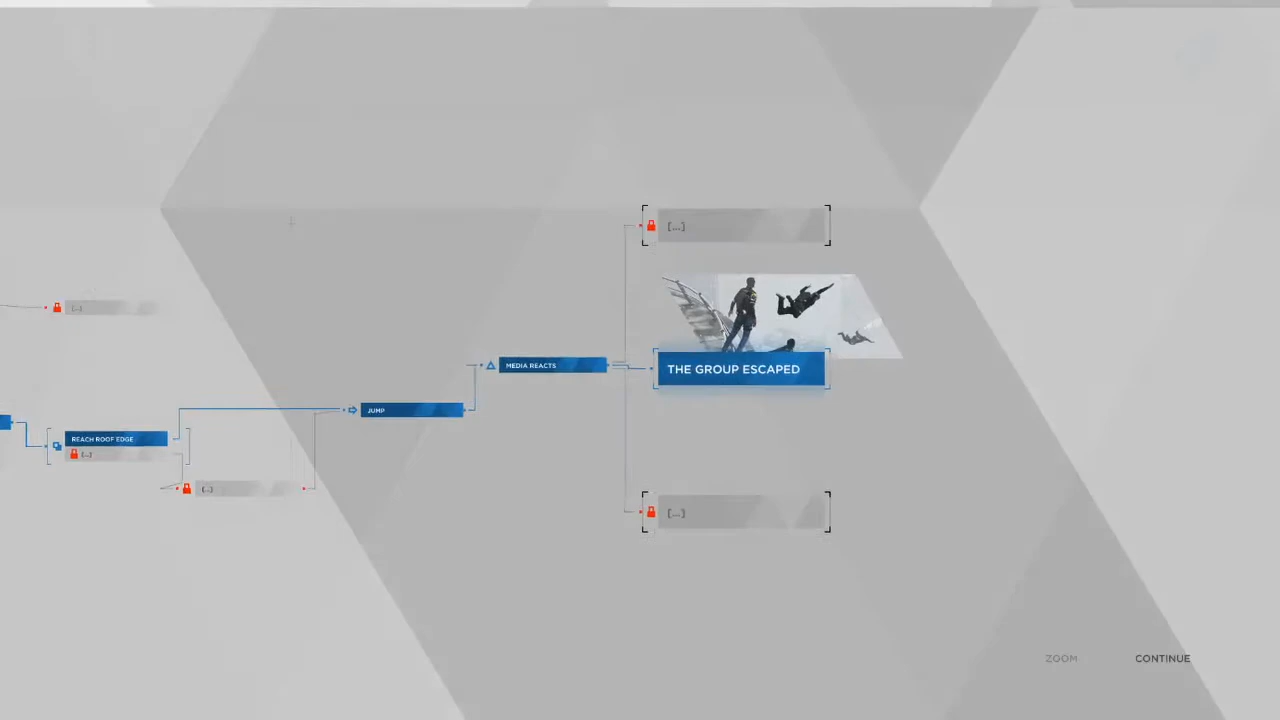 [...]
[...]
MEDIA REACTS
THE GROUP ESCAPED
JUMP
REACH ROOF EDGE
[...]
[...]
[...]
ZOOM
CONTINUE